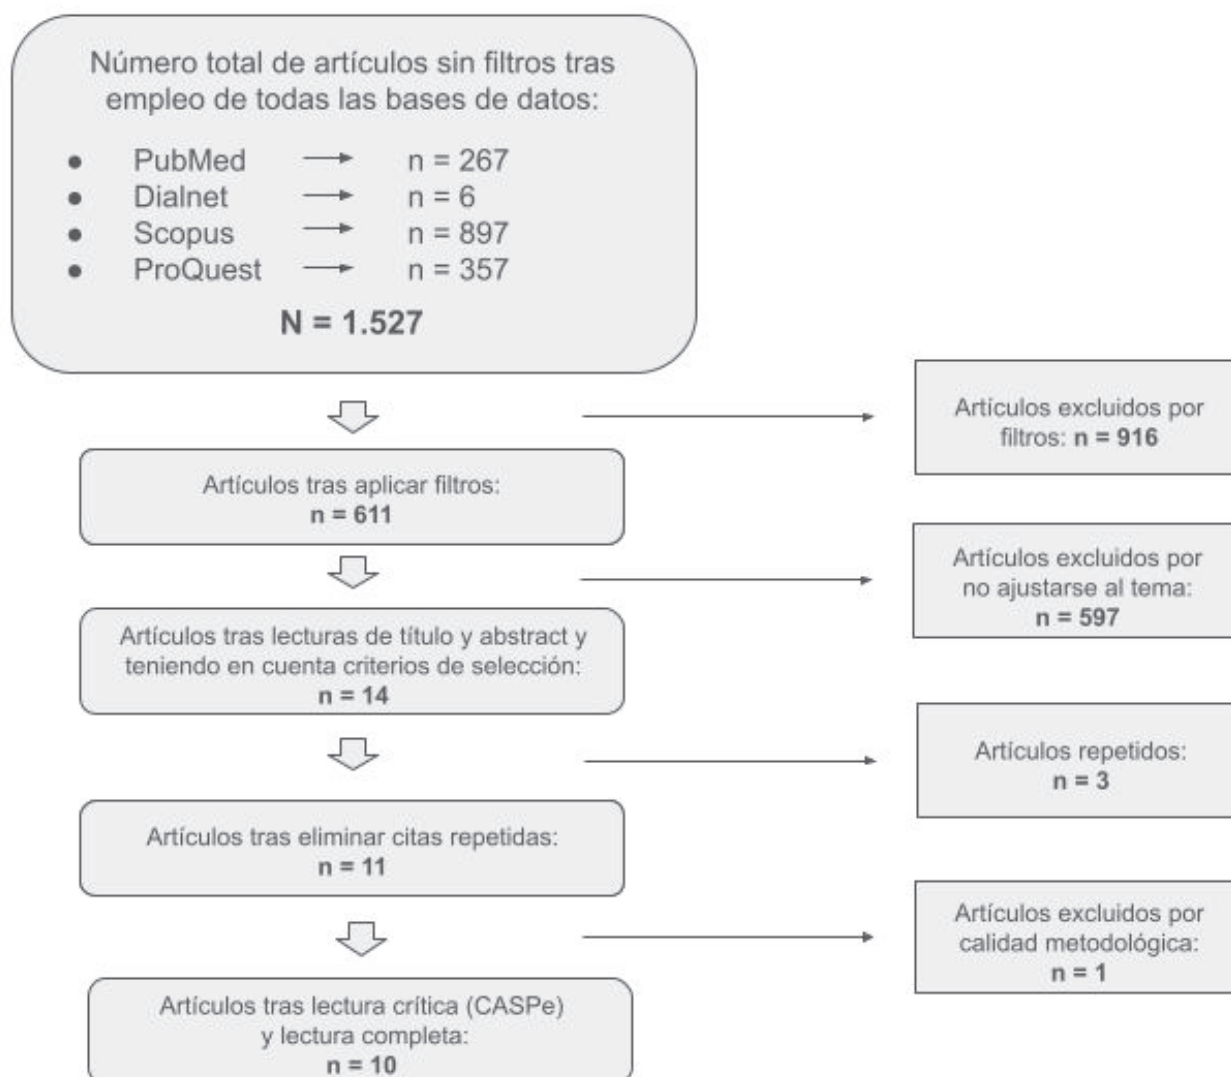 Número total de artículos sin filtros tras
empleo de todas las bases de datos:
● PubMed → n = 267
● Dialnet → n = 6
● Scopus → n = 897
● ProQuest → n = 357
N = 1.527
Artículos excluidos por
filtros: n = 916
Artículos tras aplicar filtros:
n = 611
Artículos excluidos por
no ajustarse al tema:
n = 597
Artículos tras lecturas de título y abstract y
teniendo en cuenta criterios de selección:
n = 14
Artículos repetidos:
n = 3
Artículos tras eliminar citas repetidas:
n = 11
Artículos excluidos por
calidad metodológica:
n = 1
Artículos tras lectura crítica (CASPe)
y lectura completa:
n = 10